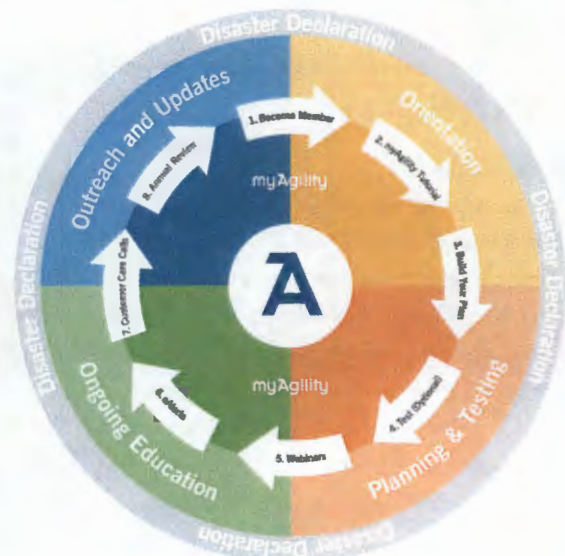 Disaster Declaration
Outreach and Updates
Orientation
1. Become Member
2. myAgility Tutorial
8. Annual Review
myAgility
Disaster Declaration
Disaster Declaration
3. Build Your Plan
7. Customer Care Calls
A
myAgility
4. Test (Optional)
5. Webinars
Ongoing Education
Planning & Testing
Disaster Declaration